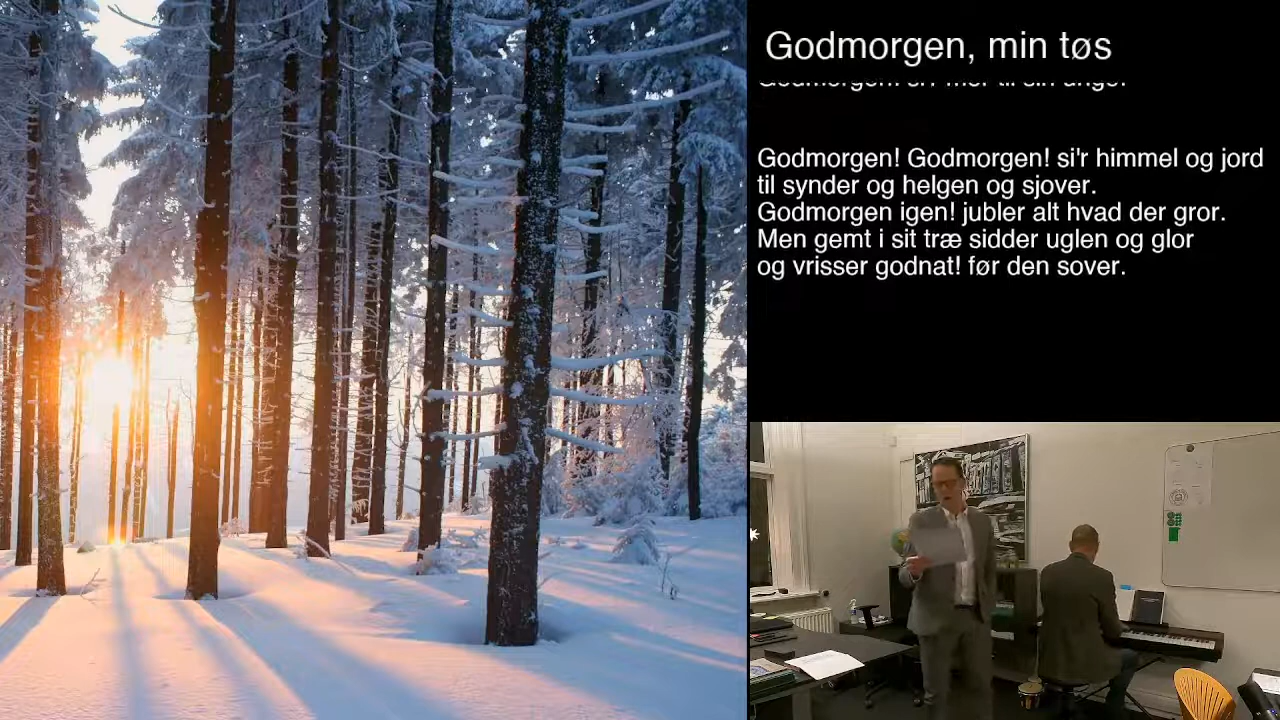 Godmorgen, min tøs
Godmorgen! Godmorgen! si'r himmel og jord
til synder og helgen og sjover.
Godmorgen igen! jubler alt hvad der gror.
Men gemt i sit træ sidder uglen og glor
og vrisser godnat! før den sover.